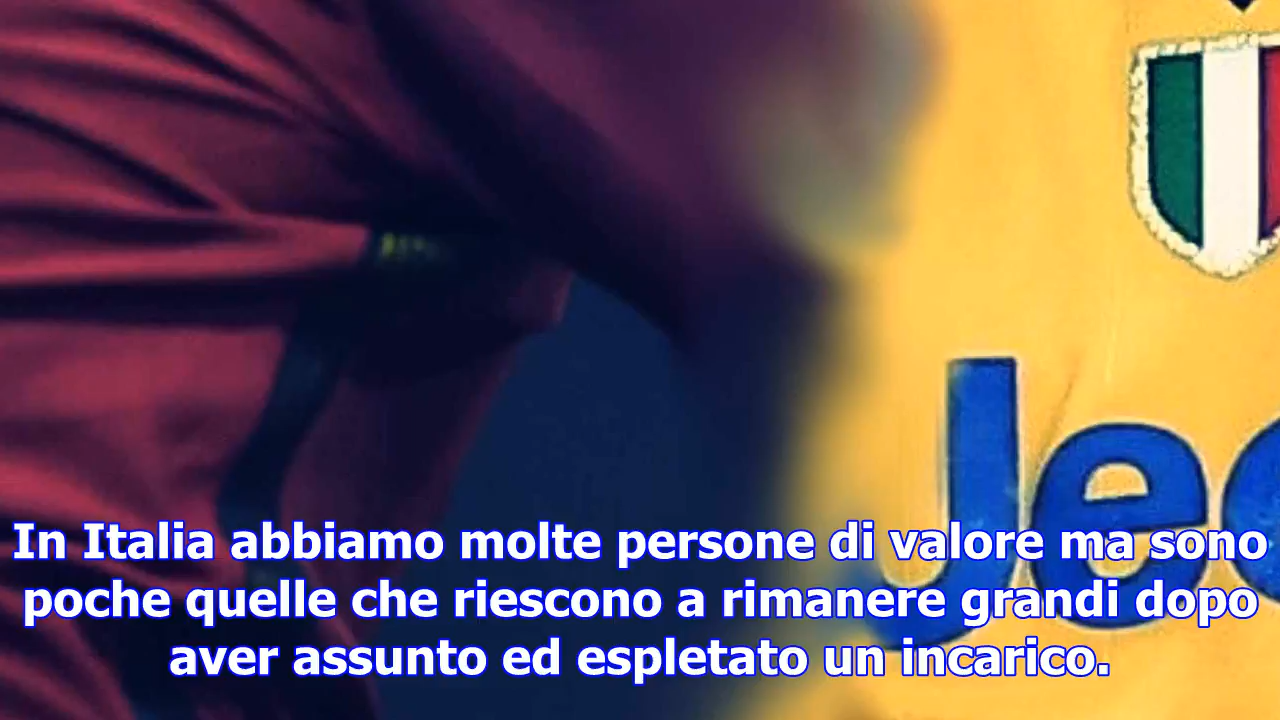 Jee
In Italia abbiamo molte persone di valore ma sono
poche quelle che riescono a rimanere grandi dopo
aver assunto ed espletato un incarico.